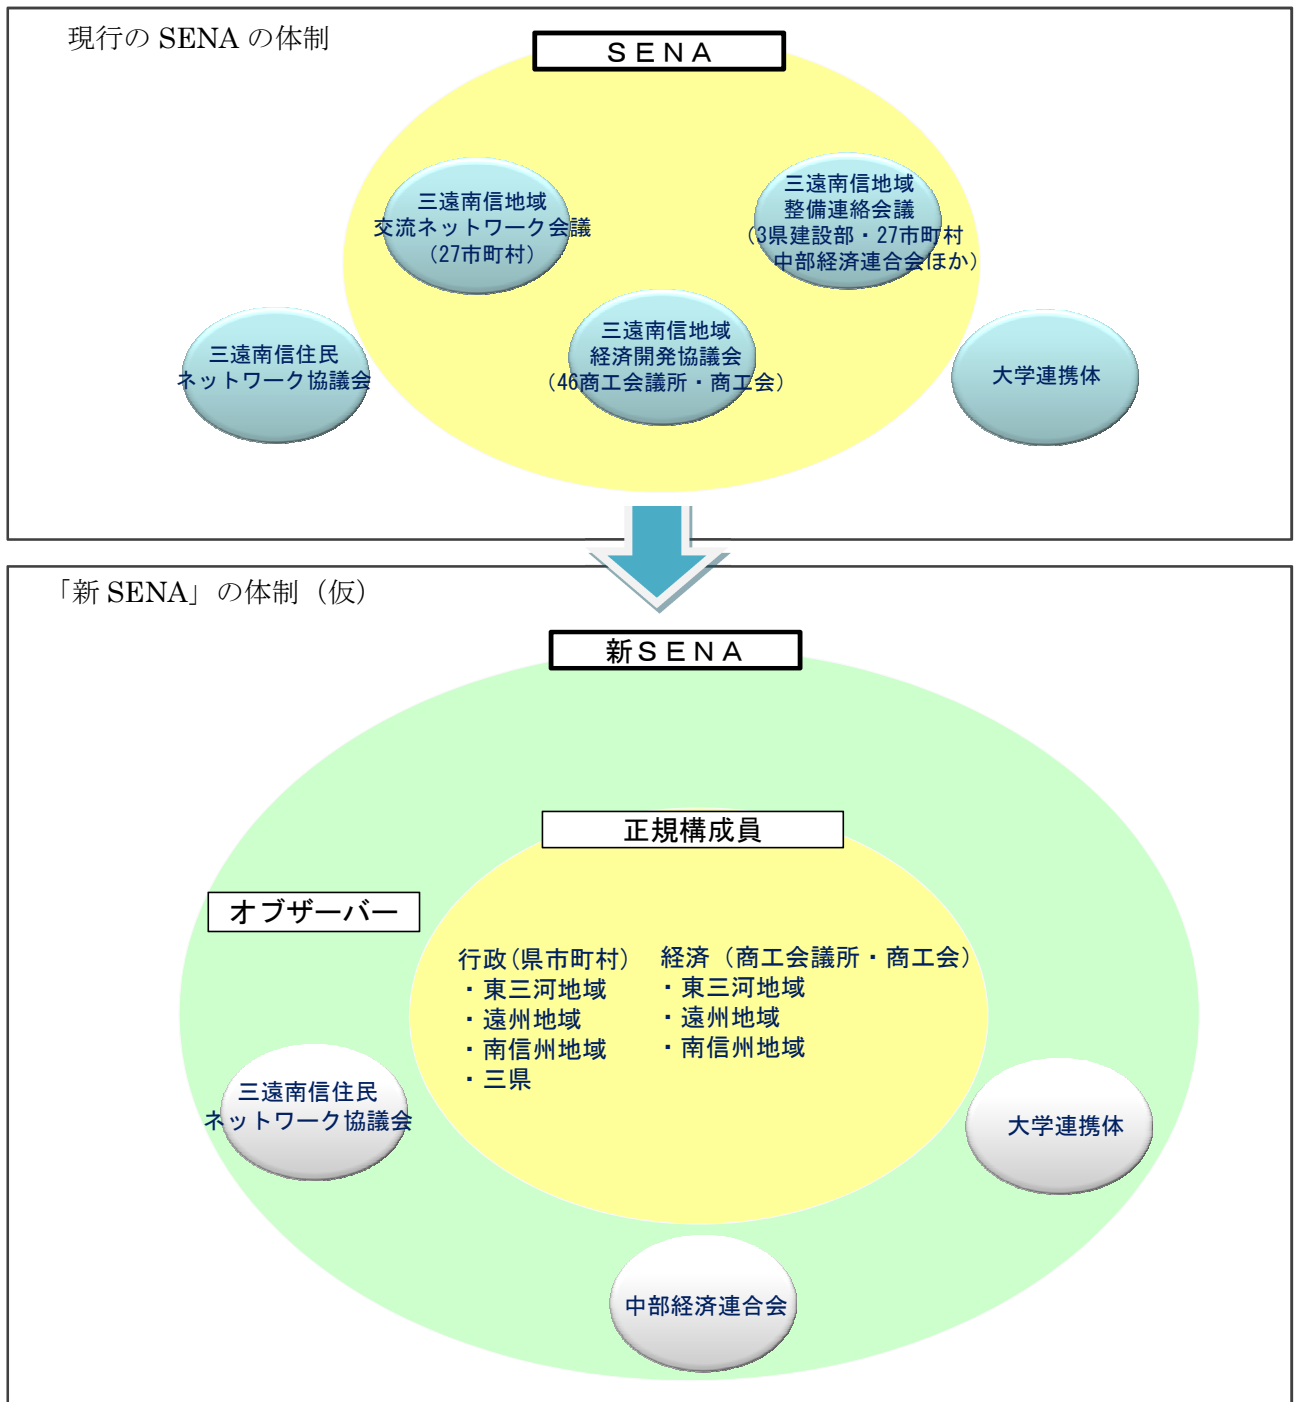 現行の SENA の体制
ＳＥＮＡ
三遠南信地域
交流ネットワーク会議
（27市町村）
三遠南信地域
整備連絡会議
（3県建設部・27市町村
中部経済連合会ほか）
三遠南信地域
経済開発協議会
（46商工会議所・商工会）
三遠南信住民
ネットワーク協議会
大学連携体
「新 SENA」の体制（仮）
新ＳＥＮＡ
正規構成員
オブザーバー
行政(県市町村)
・東三河地域
・遠州地域
・南信州地域
・三県
経済（商工会議所・商工会）
・東三河地域
・遠州地域
・南信州地域
三遠南信住民
ネットワーク協議会
大学連携体
中部経済連合会